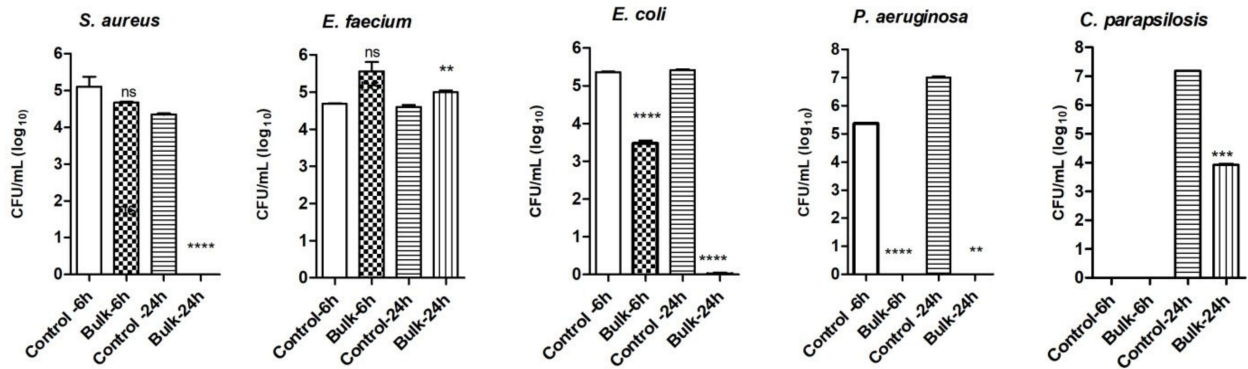 S. aureus
CFU/mL (log10)
6
5
4
3
2
1
0
ns
ns
****
Control -6h
Bulk-6h
Control -24h
Bulk-24h
E. faecium
CFU/mL (log10)
6
5
4
3
2
1
0
ns
**
Control-6h
Bulk-6h
Control -24h
Bulk-24h
E. coli
CFU/mL (log10)
6
5
4
3
2
1
0
****
****
Control -6h
Bulk-6h
Control -24h
Bulk-24h
P. aeruginosa
CFU/mL (log10)
8
7
6
5
4
3
2
1
0
****
**
Control -6h
Bulk-6h
Control -24h
Bulk-24h
C. parapsilosis
CFU/mL (log10)
8
7
6
5
4
3
2
1
0
***
Control-6h
Bulk-6h
Control-24h
Bulk-24h